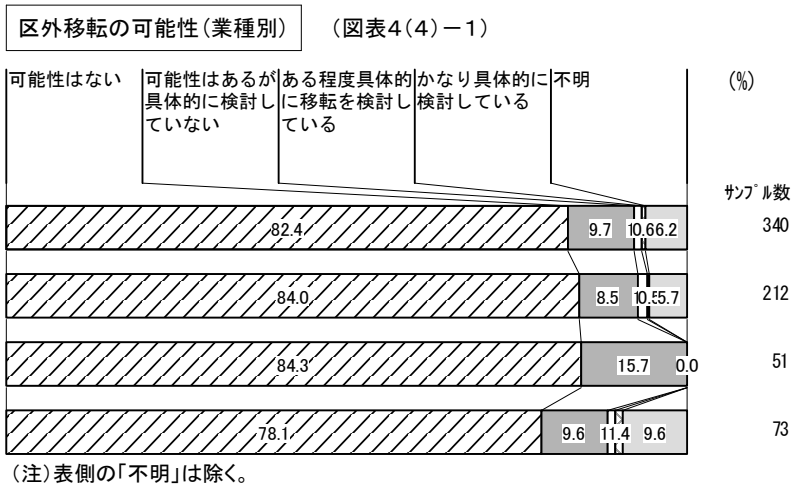 区外移転の可能性（業種別）　（図表4(4)－1）
可能性はない
可能性はあるが
具体的に検討し
ていない
ある程度具体的
に移転を検討し
ている
かなり具体的に
検討している
不明
(%)
ｻﾝﾌﾟﾙ数
82.4 9.7 6.2 340
84.0 8.5 5.7 212
84.3 15.7 0.0 51
78.1 9.6 9.6 73
（注）表側の「不明」は除く。